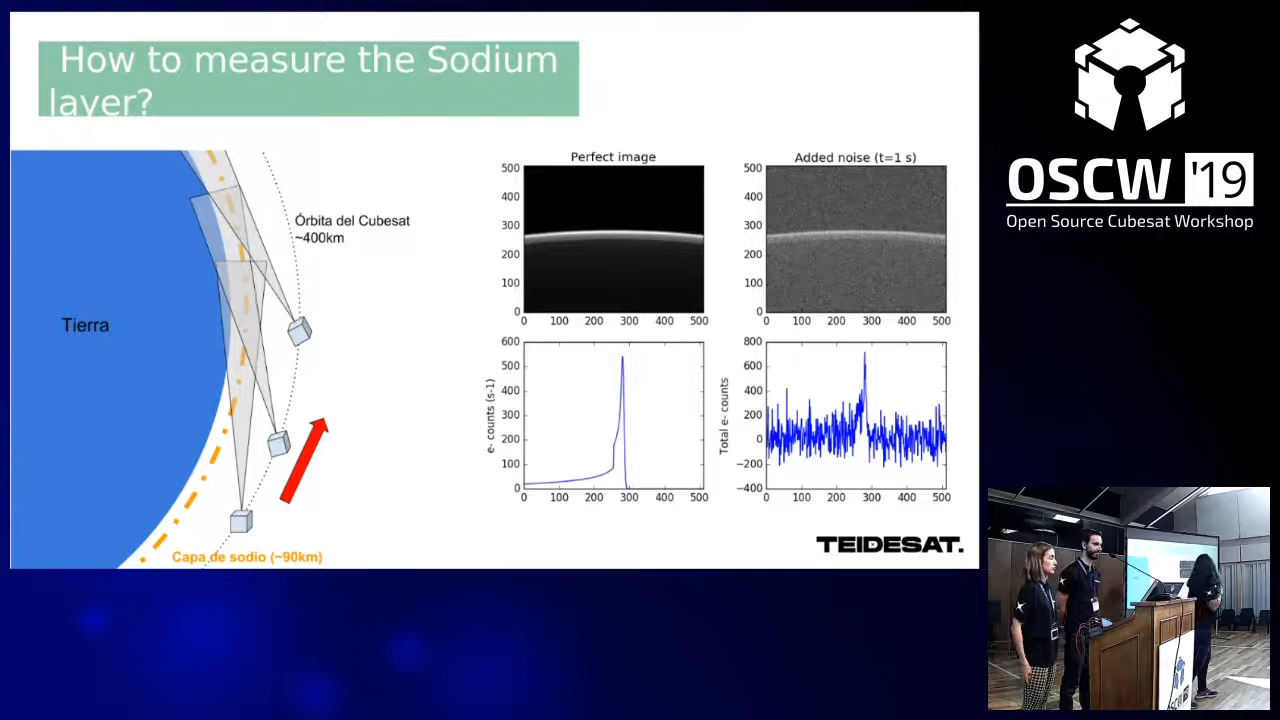 How to measure the Sodium
layer?
Órbita del Cubesat
~400km
Tierra
Capa de sodio (~90km)
Perfect image
500
400
300
200
100
0
0 100 200 300 400 500
Added noise (t=1 s)
500
400
300
200
100
0
0 100 200 300 400 500
e- counts (s-1)
600
500
400
300
200
100
0
0 100 200 300 400 500
Total e- counts
800
600
400
200
0
−200
−400
0 100 200 300 400 500
TEIDESAT.
OSCW '19
Open Source Cubesat Workshop